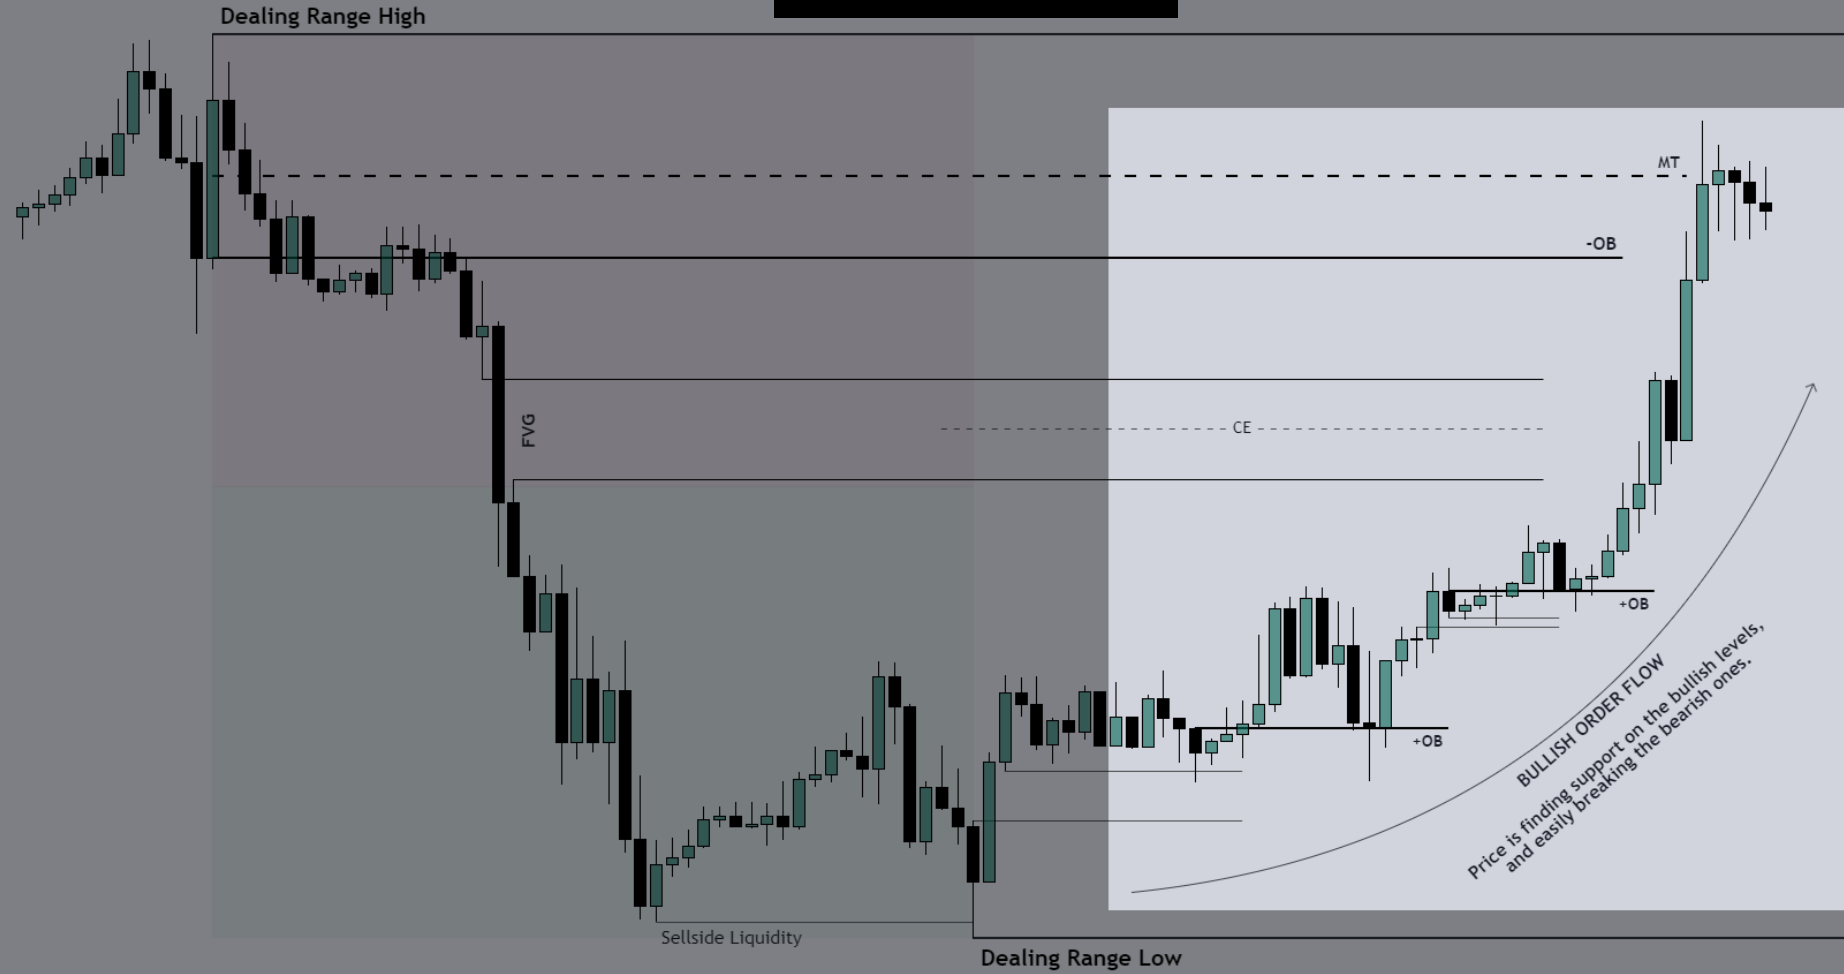 Dealing Range High
MT
-OB
FVG
CE
+OB
+OB
BULLISH ORDER FLOW
Price is finding support on the bullish levels,
and easily breaking the bearish ones.
Sellside Liquidity
Dealing Range Low